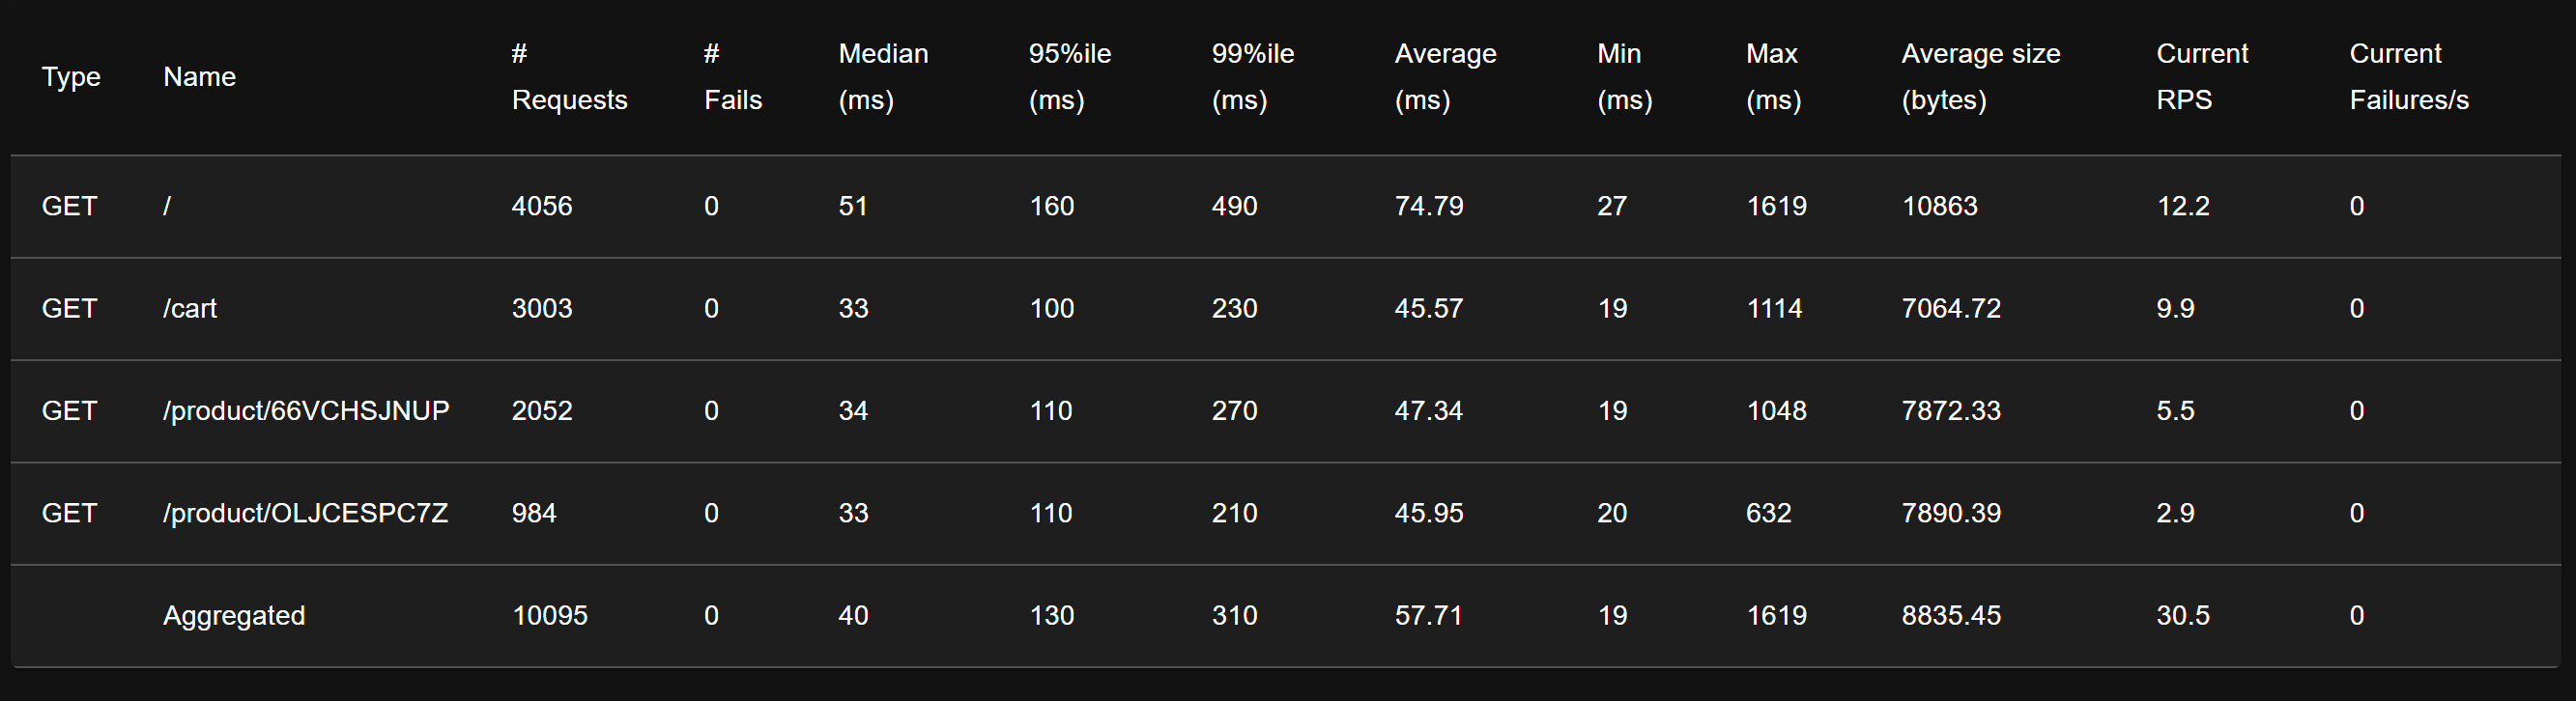 Type Name # Requests # Fails Median (ms) 95%ile (ms) 99%ile (ms) Average (ms) Min (ms) Max (ms) Average size (bytes) Current RPS Current Failures/s
GET / 4056 0 51 160 490 74.79 27 1619 10863 12.2 0
GET /cart 3003 0 33 100 230 45.57 19 1114 7064.72 9.9 0
GET /product/66VCHSJNUP 2052 0 34 110 270 47.34 19 1048 7872.33 5.5 0
GET /product/OLJCESPC7Z 984 0 33 110 210 45.95 20 632 7890.39 2.9 0
Aggregated 10095 0 40 130 310 57.71 19 1619 8835.45 30.5 0